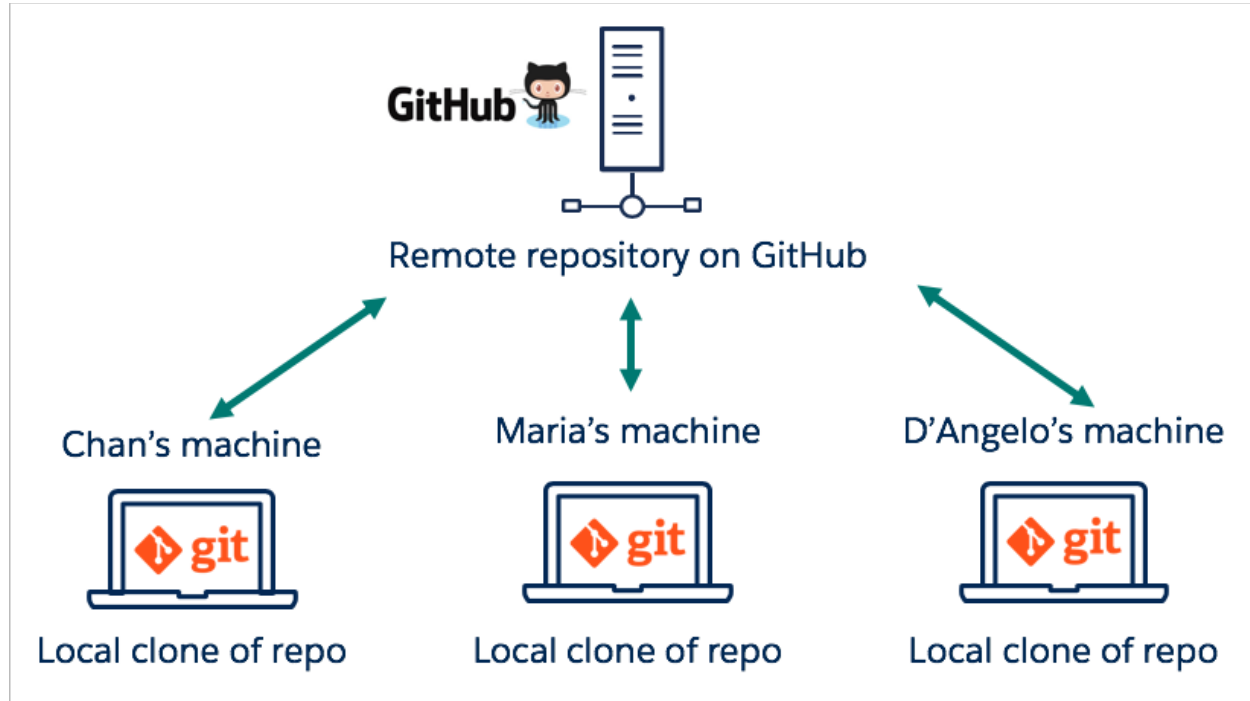 GitHub
Remote repository on GitHub
Chan's machine
Maria's machine
D'Angelo's machine
git
git
git
Local clone of repo
Local clone of repo
Local clone of repo